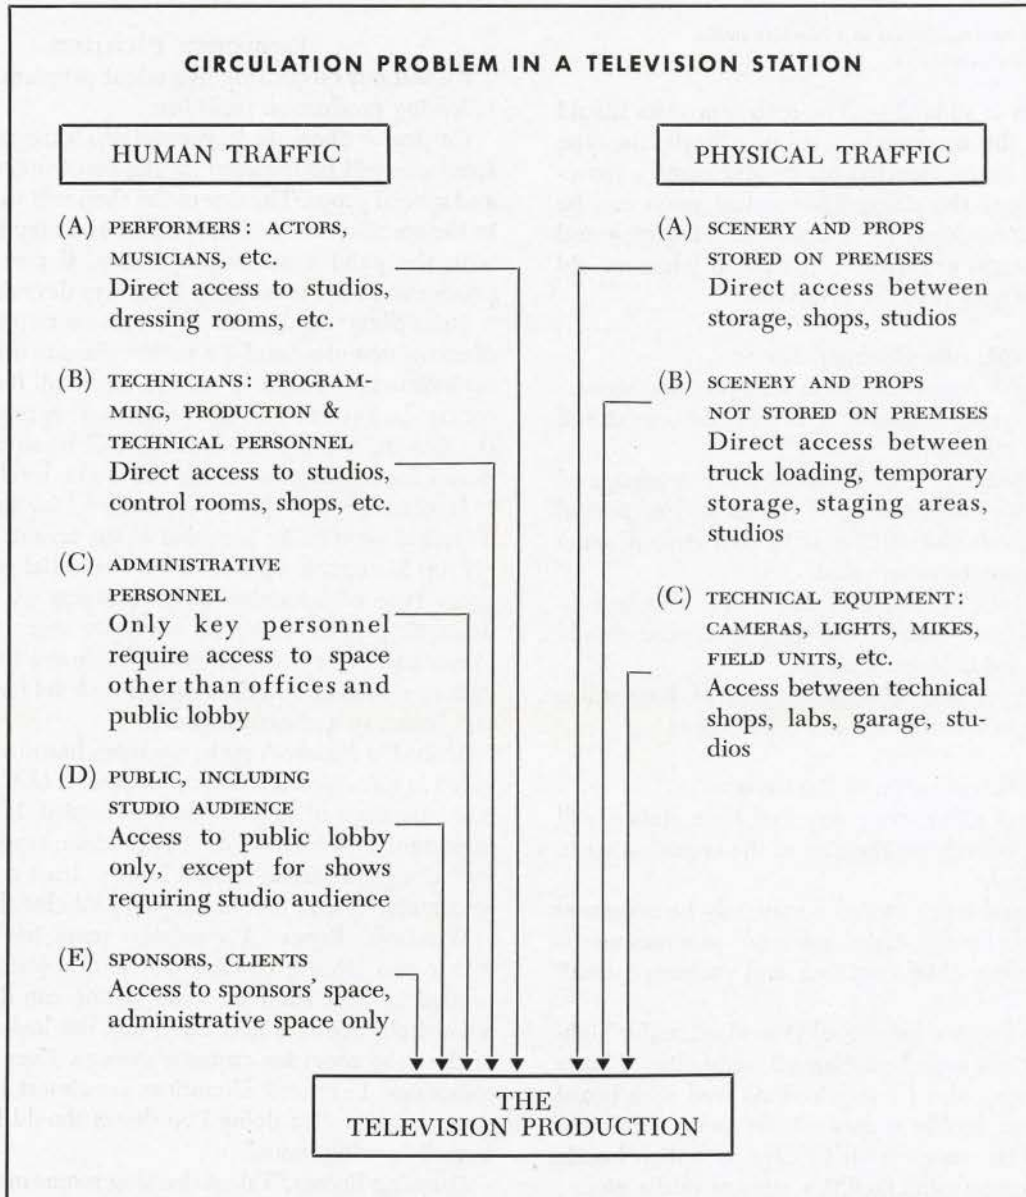 CIRCULATION PROBLEM IN A TELEVISION STATION
HUMAN TRAFFIC
(A) PERFORMERS: ACTORS,
MUSICIANS, etc.
Direct access to studios,
dressing rooms, etc.
(B) TECHNICIANS: PROGRAM-
MING, PRODUCTION &
TECHNICAL PERSONNEL
Direct access to studios,
control rooms, shops, etc.
(C) ADMINISTRATIVE
PERSONNEL
Only key personnel
require access to space
other than offices and
public lobby
(D) PUBLIC, INCLUDING
STUDIO AUDIENCE
Access to public lobby
only, except for shows
requiring studio audience
(E) SPONSORS, CLIENTS
Access to sponsors' space,
administrative space only
PHYSICAL TRAFFIC
(A) SCENERY AND PROPS
STORED ON PREMISES
Direct access between
storage, shops, studios
(B) SCENERY AND PROPS
NOT STORED ON PREMISES
Direct access between
truck loading, temporary
storage, staging areas,
studios
(C) TECHNICAL EQUIPMENT:
CAMERAS, LIGHTS, MIKES,
FIELD UNITS, etc.
Access between technical
shops, labs, garage, stu-
dios
THE
TELEVISION PRODUCTION